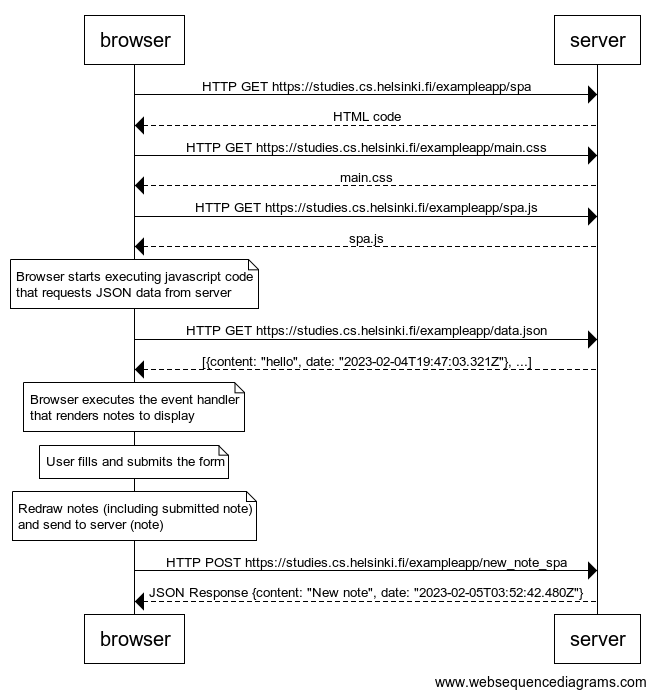 browser server
HTTP GET https://studies.cs.helsinki.fi/exampleapp/spa
HTML code
HTTP GET https://studies.cs.helsinki.fi/exampleapp/main.css
main.css
HTTP GET https://studies.cs.helsinki.fi/exampleapp/spa.js
spa.js
Browser starts executing javascript code
that requests JSON data from server
HTTP GET https://studies.cs.helsinki.fi/exampleapp/data.json
[{content: "hello", date: "2023-02-04T19:47:03.321Z"}, ...]
Browser executes the event handler
that renders notes to display
User fills and submits the form
Redraw notes (including submitted note)
and send to server (note)
HTTP POST https://studies.cs.helsinki.fi/exampleapp/new_note_spa
JSON Response {content: "New note", date: "2023-02-05T03:52:42.480Z"}
browser server
www.websequencediagrams.com